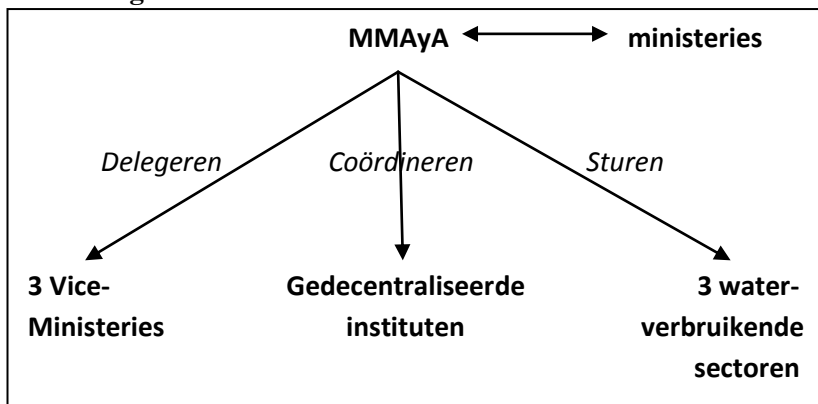 MMAyA ministeries
Delegeren Coördineren Sturen
3 Vice- Gedecentraliseerde 3 water-
Ministeries instituten verbruikende
sectoren